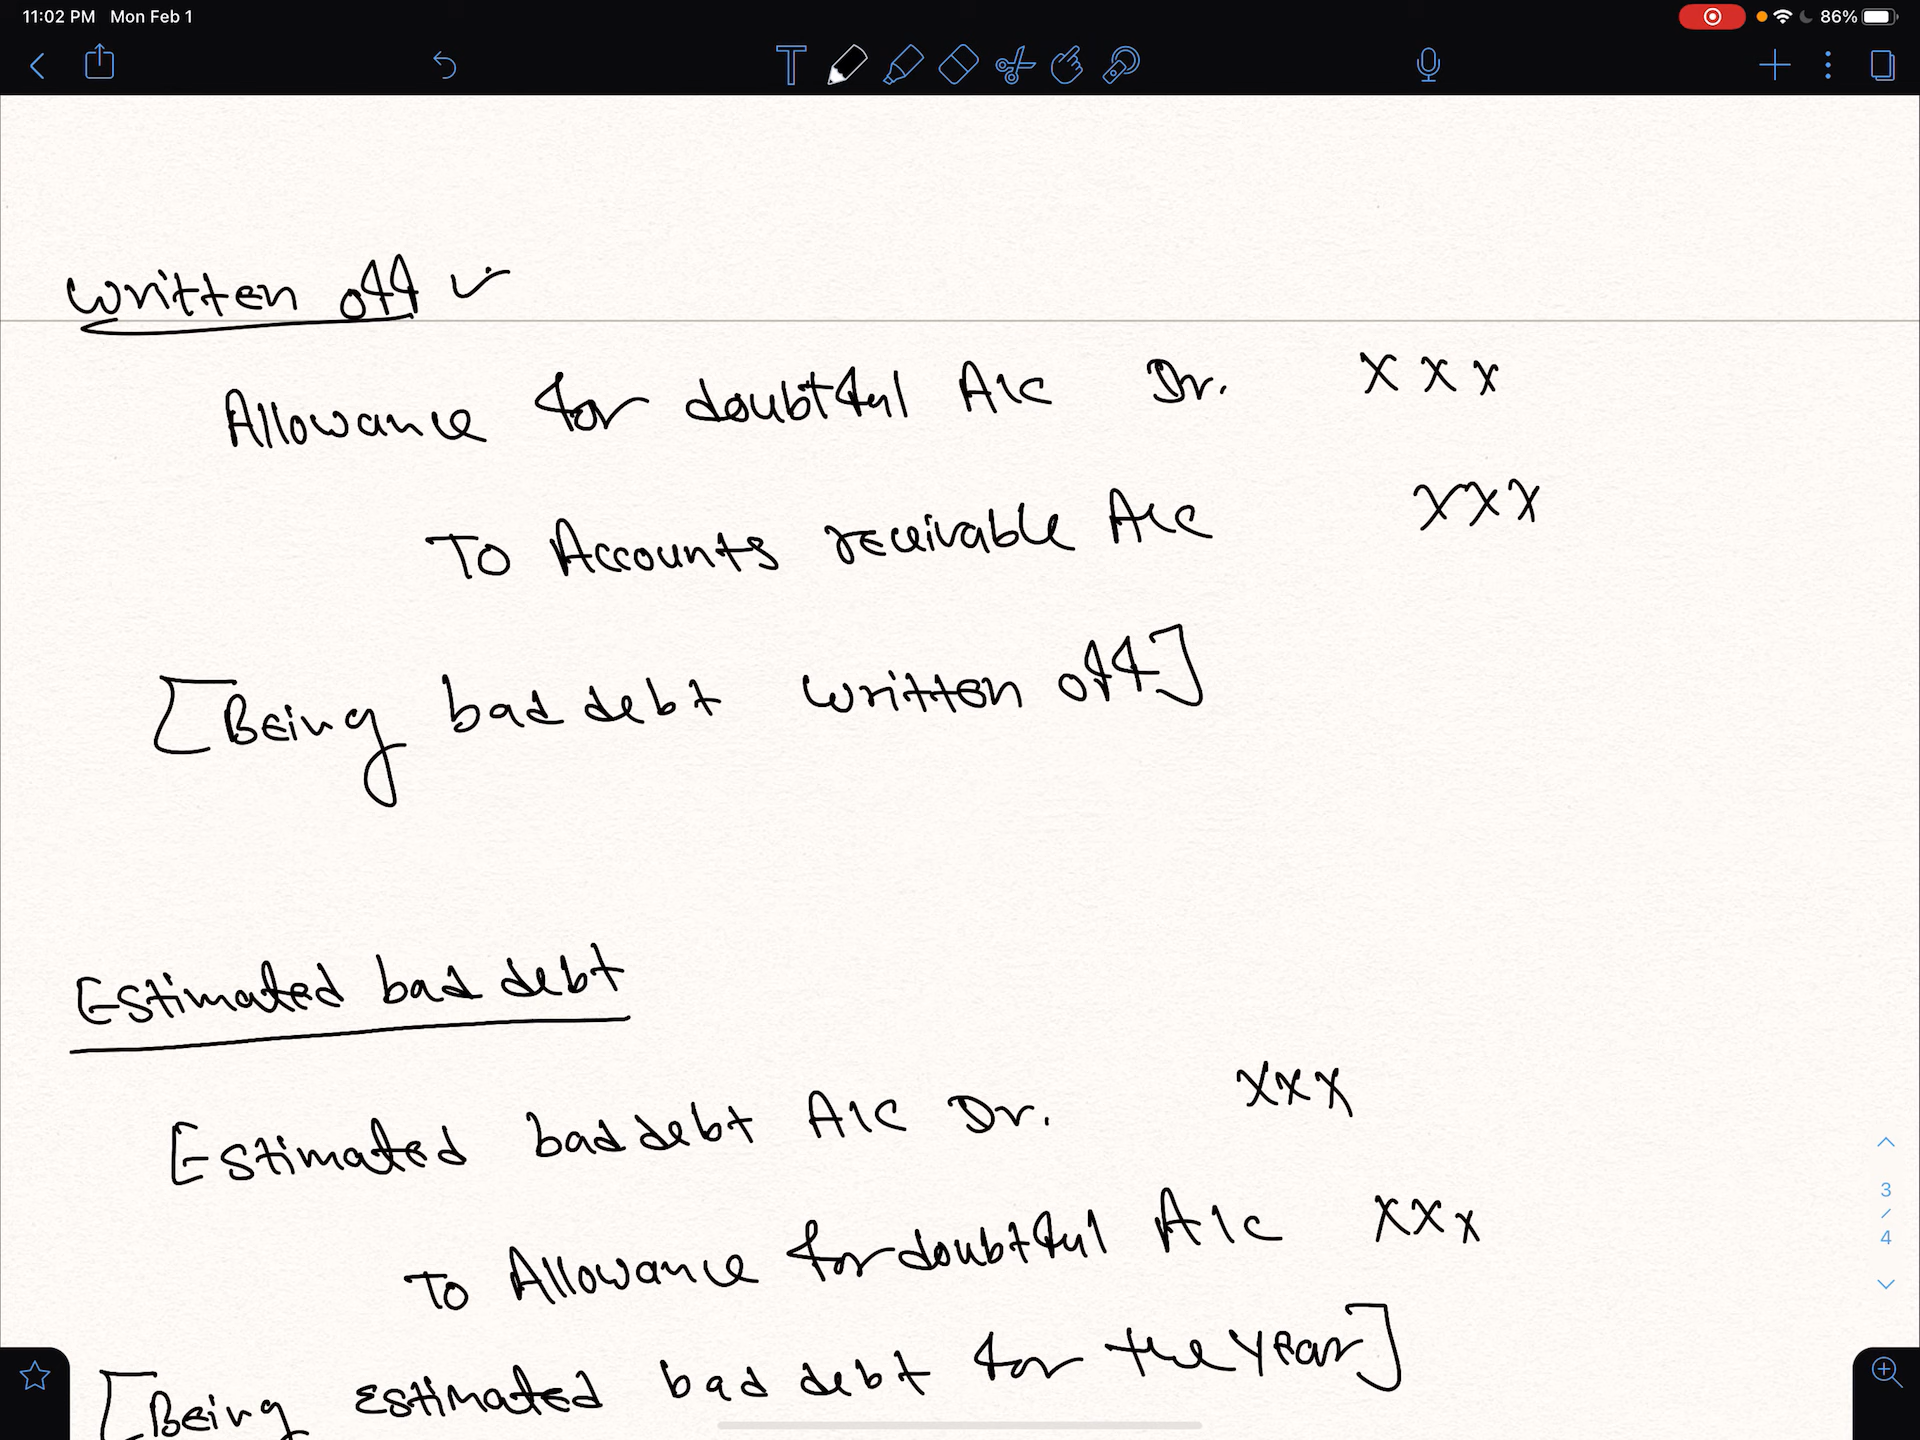 11:02 PM Mon Feb 1
86%
Written off
Allowance for doubtful A/c Dr. x x x
To Accounts receivable A/c xxx
[Being bad debt written off]
Estimated bad debt
Estimated bad debt A/c Dr. xxx
To Allowance for doubtful A/c xxx
[Being estimated bad debt for the year]
3
/
4